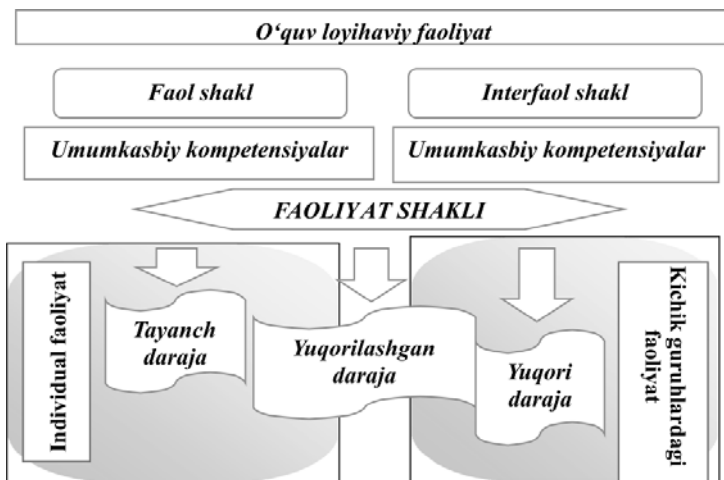 O‘quv loyihaviy faoliyat
Faol shakl
Interfaol shakl
Umumkasbiy kompetensiyalar
Umumkasbiy kompetensiyalar
FAOLIYAT SHAKLI
Individual faoliyat
Tayanch
daraja
Yuqorilashgan
daraja
Yuqori
daraja
Kichik guruhlardagi
faoliyat